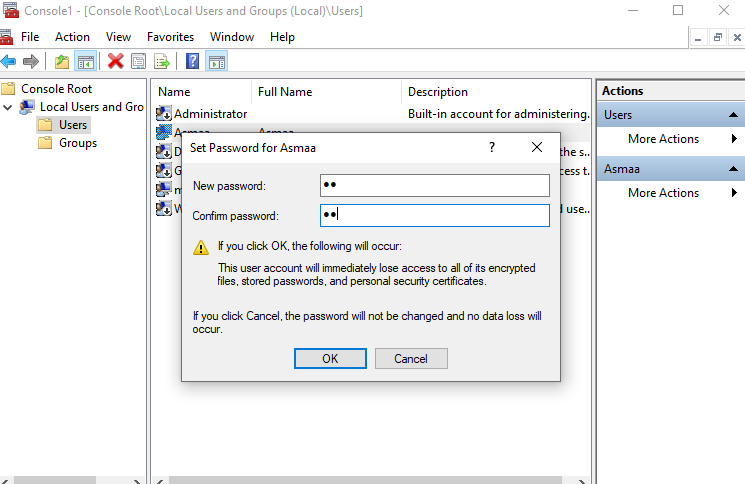 Console1 - [Console Root\Local Users and Groups (Local)\Users]
File Action View Favorites Window Help
Console Root
Local Users and Gro
Users
Groups
Name Full Name Description
Administrator Built-in account for administering...
Asmaa Asmaa
Set Password for Asmaa
New password:
Confirm password:
If you click OK, the following will occur:
This user account will immediately lose access to all of its encrypted
files, stored passwords, and personal security certificates.
If you click Cancel, the password will not be changed and no data loss will
occur.
OK Cancel
Actions
Users
More Actions
Asmaa
More Actions